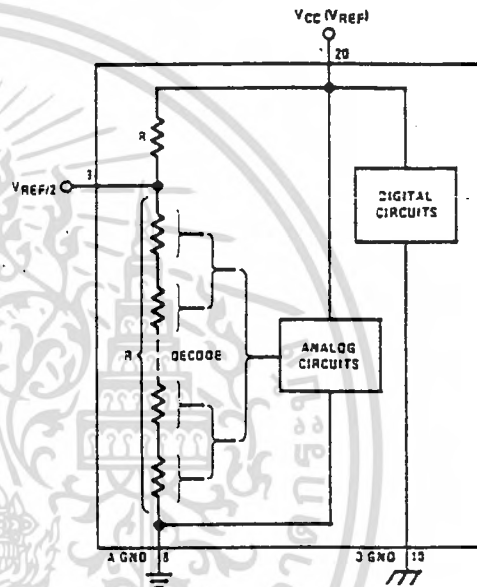 VCC (VREF)
20
R
3
VREF/2
DIGITAL
CIRCUITS
R
DECODE
ANALOG
CIRCUITS
A GND
8
D GND
10